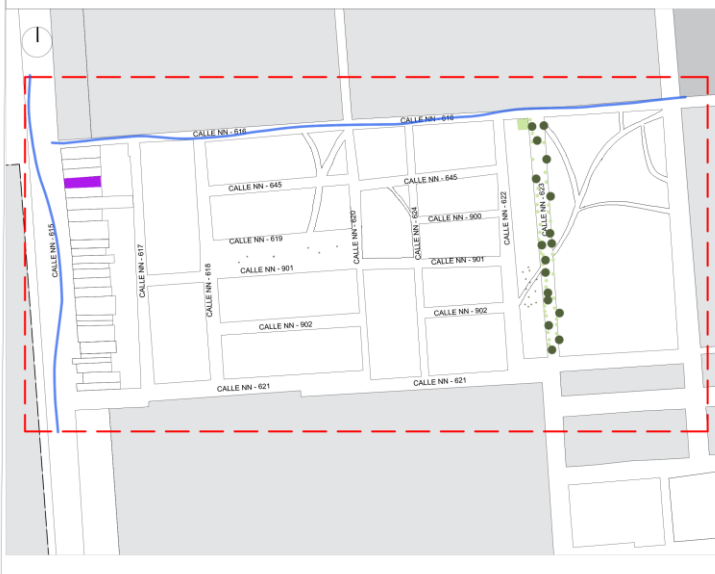 CALLE NN - 616
CALLE NN - 616
CALLE NN - 645
CALLE NN - 645
CALLE NN - 623
CALLE NN - 622
CALLE NN - 624
CALLE NN - 620
CALLE NN - 900
CALLE NN - 615
CALLE NN - 617
CALLE NN - 619
CALLE NN - 618
CALLE NN - 901
CALLE NN - 901
CALLE NN - 902
CALLE NN - 902
CALLE NN - 621
CALLE NN - 621